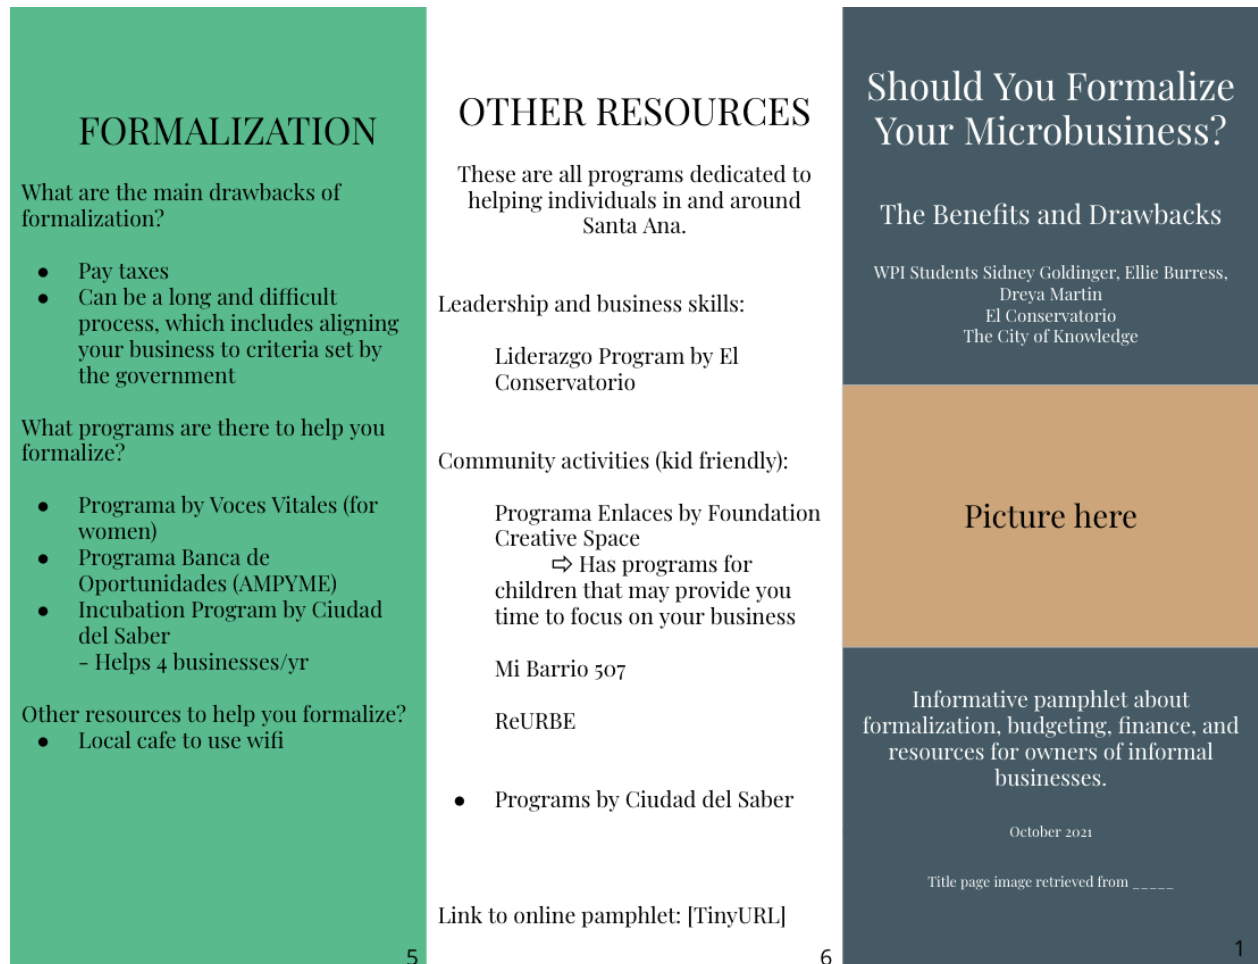 FORMALIZATION
What are the main drawbacks of
formalization?
● Pay taxes
● Can be a long and difficult
process, which includes aligning
your business to criteria set by
the government
What programs are there to help you
formalize?
● Programa by Voces Vitales (for
women)
● Programa Banca de
Oportunidades (AMPYME)
● Incubation Program by Ciudad
del Saber
- Helps 4 businesses/yr
Other resources to help you formalize?
● Local cafe to use wifi
5
OTHER RESOURCES
These are all programs dedicated to
helping individuals in and around
Santa Ana.
Leadership and business skills:
Liderazgo Program by El
Conservatorio
Community activities (kid friendly):
Programa Enlaces by Foundation
Creative Space
⇨ Has programs for
children that may provide you
time to focus on your business
Mi Barrio 507
ReURBE
● Programs by Ciudad del Saber
Link to online pamphlet: [TinyURL]
6
Should You Formalize
Your Microbusiness?
The Benefits and Drawbacks
WPI Students Sidney Goldinger, Ellie Burress,
Dreya Martin
El Conservatorio
The City of Knowledge
Picture here
Informative pamphlet about
formalization, budgeting, finance, and
resources for owners of informal
businesses.
October 2021
Title page image retrieved from _____
1